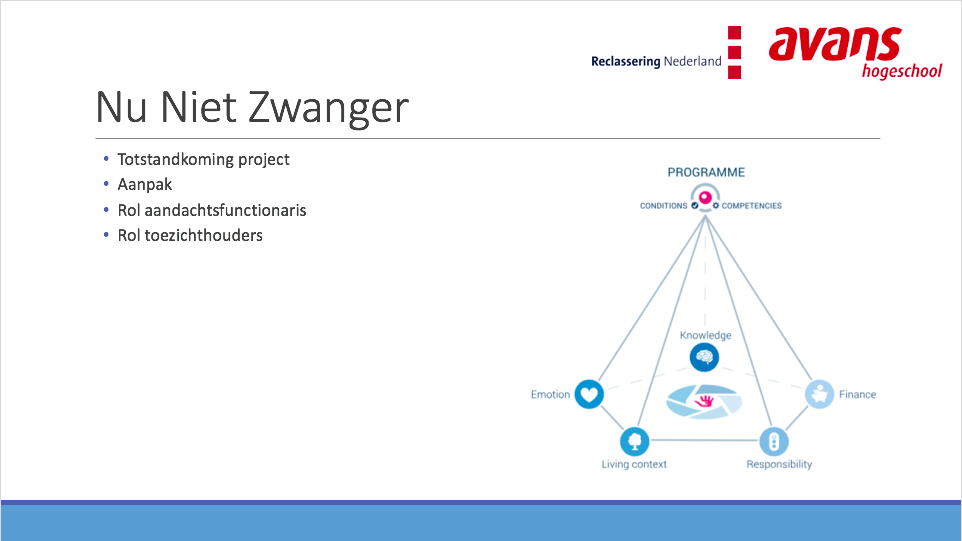 Reclassering Nederland
avans
hogeschool
Nu Niet Zwanger
• Totstandkoming project
• Aanpak
• Rol aandachtsfunctionaris
• Rol toezichthouders
PROGRAMME
CONDITIONS COMPETENCIES
Knowledge
Emotion
Finance
Living context
Responsibility